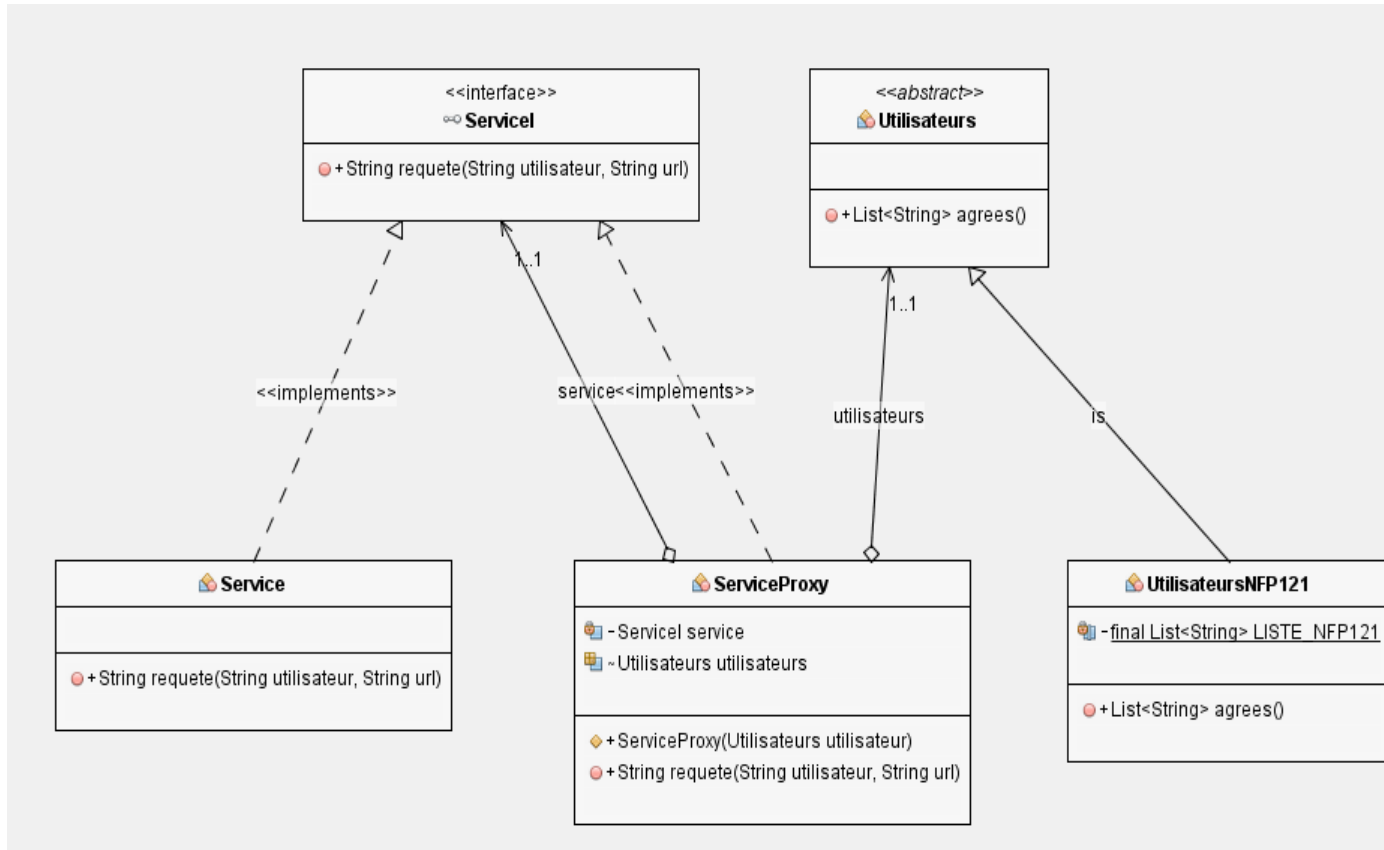 <<interface>>
ServiceI
+String requete(String utilisateur, String url)
<<abstract>>
Utilisateurs
+List<String> agrees()
1..1
1..1
<<implements>>
service
<<implements>>
utilisateurs
is
Service
+String requete(String utilisateur, String url)
ServiceProxy
-ServiceI service
~Utilisateurs utilisateurs
+ServiceProxy(Utilisateurs utilisateur)
+String requete(String utilisateur, String url)
UtilisateursNFP121
-final List<String> LISTE_NFP121
+List<String> agrees()